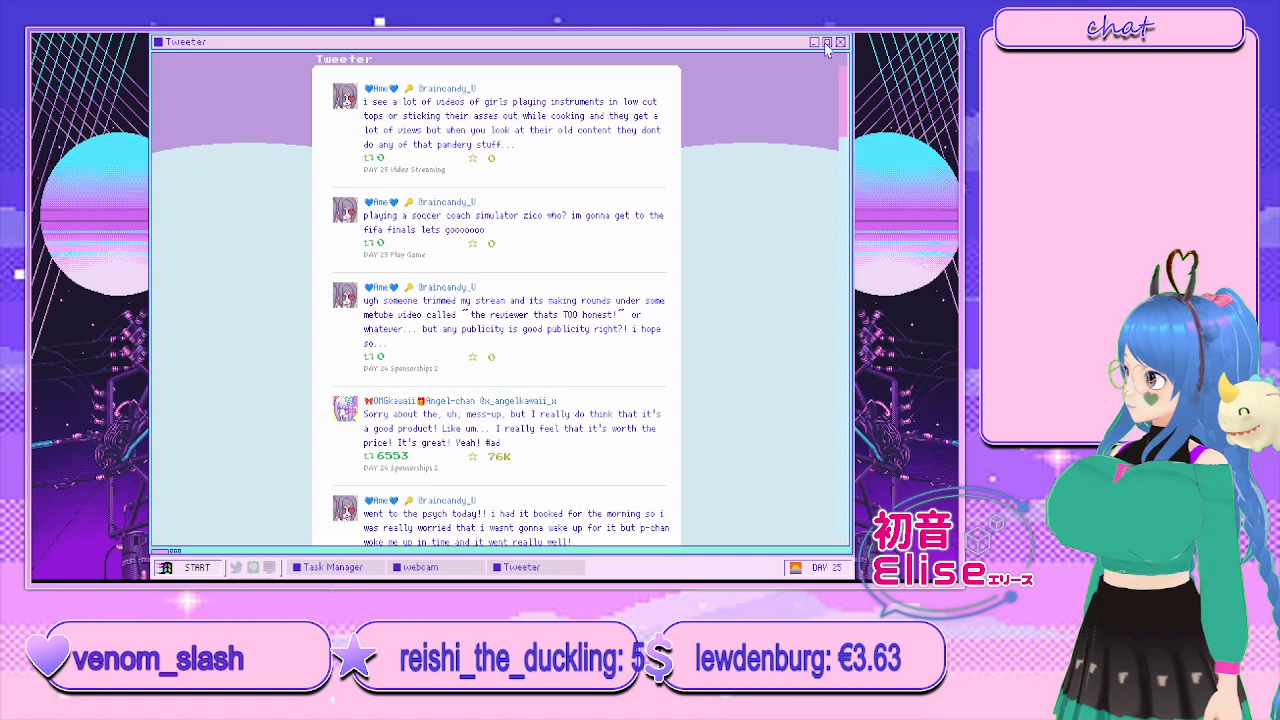 Tweeter
Tweeter
💙Ame💙 🔑 @raincandy_U
i see a lot of videos of girls playing instruments in low cut
tops or sticking their asses out while cooking and they get a
lot of views but when you look at their old content they dont
do any of that pandery stuff...
0
0
DAY 25 Video Streaming
💙Ame💙 🔑 @raincandy_U
playing a soccer coach simulator zico who? im gonna get to the
fifa finals lets gooooooo
0
0
DAY 25 Play Game
💙Ame💙 🔑 @raincandy_U
ugh someone trimmed my stream and its making rounds under some
metube video called ~~the reviewer thats TOO honest!~~ or
whatever... but any publicity is good publicity right?! i hope
so...
0
0
DAY 24 Sponsorships 2
🎀OMGkawaii🎁Angel-chan @x_angelkawaii_x
Sorry about the, uh, mess-up, but I really do think that it's
a good product! Like um... I really feel that it's worth the
price! It's great! Yeah! #ad
6553
76K
DAY 24 Sponsorships 2
💙Ame💙 🔑 @raincandy_U
went to the psych today!! i had it booked for the morning so i
was really worried that i wasnt gonna wake up for it but p-chan
woke me up in time and it went really well!
START
Task Manager
webcam
Tweeter
DAY 25
chat
初音
Elise エリース
venom_slash
reishi_the_duckling: 5
lewdenburg: €3.63